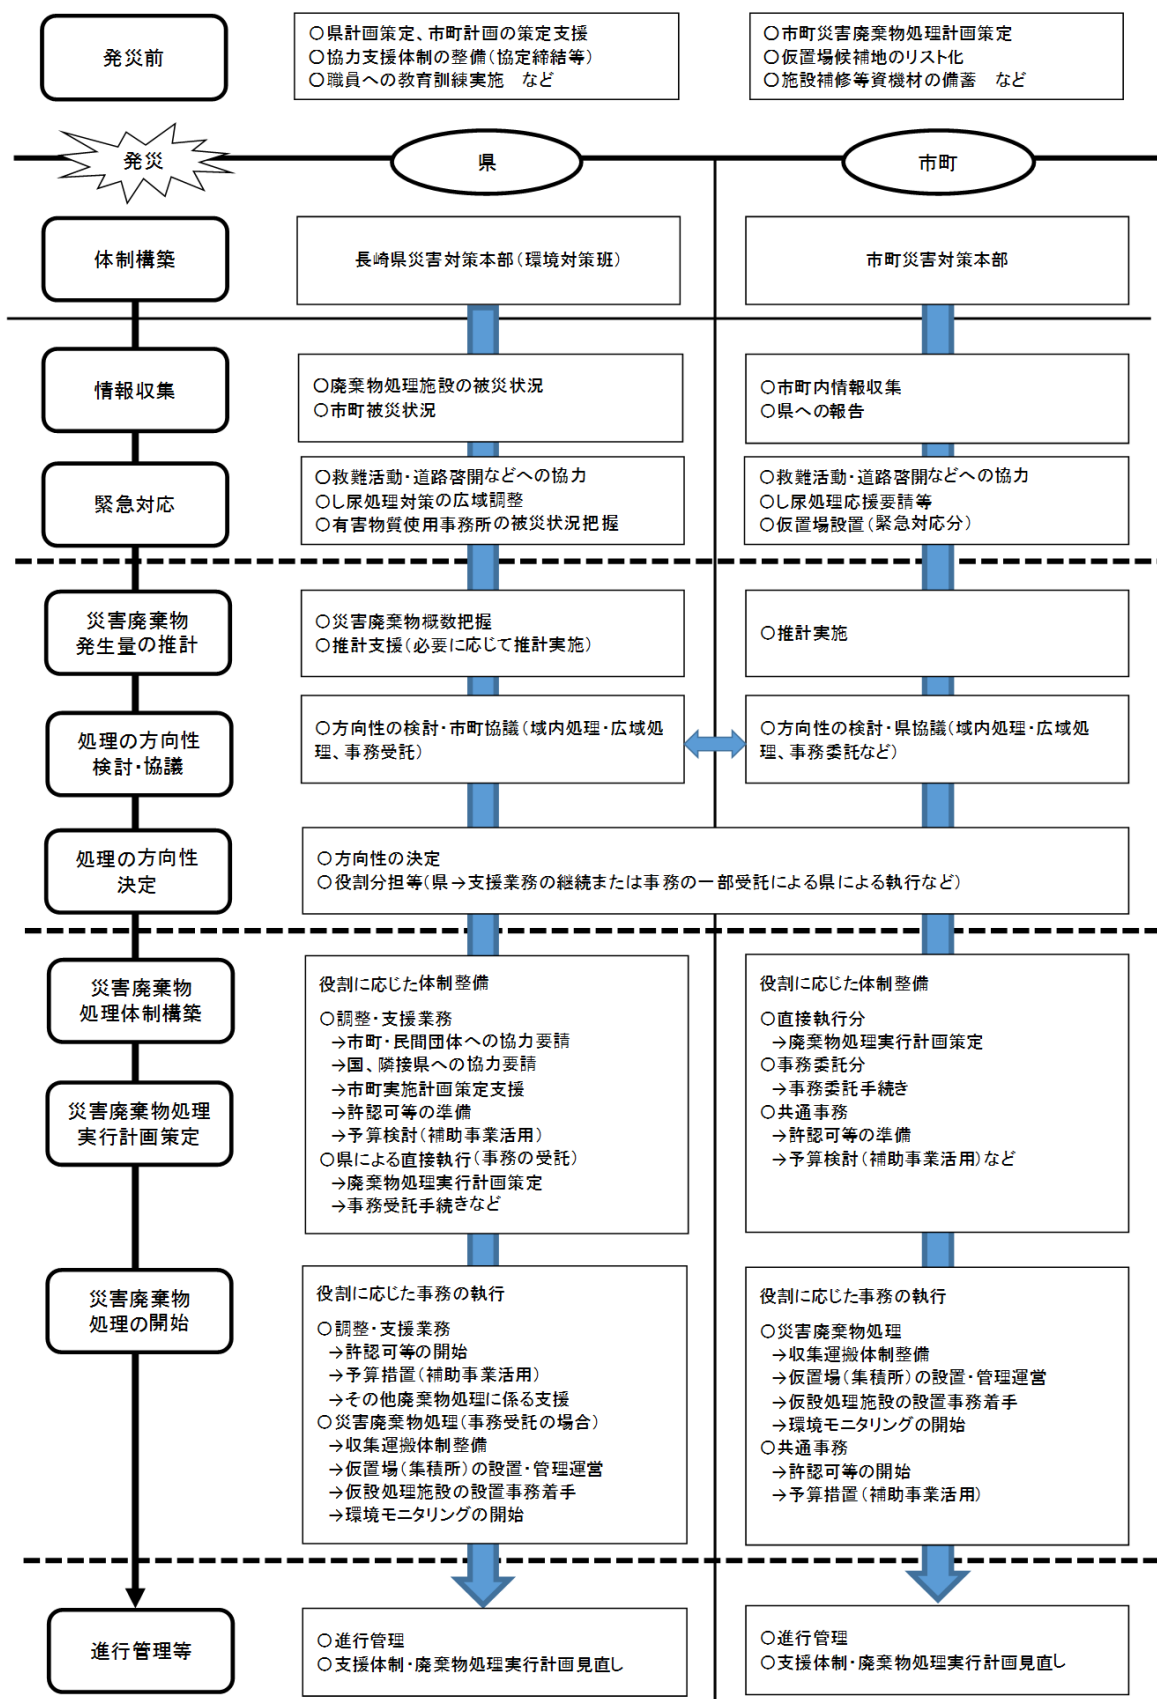 発災前
○県計画策定、市町計画の策定支援
○協力支援体制の整備(協定締結等)
○職員への教育訓練実施　など
○市町災害廃棄物処理計画策定
○仮置場候補地のリスト化
○施設補修等資機材の備蓄　など
発災
県
市町
体制構築
長崎県災害対策本部(環境対策班)
市町災害対策本部
情報収集
○廃棄物処理施設の被災状況
○市町被災状況
○市町内情報収集
○県への報告
緊急対応
○救難活動・道路啓開などへの協力
○し尿処理対策の広域調整
○有害物質使用事務所の被災状況把握
○救難活動・道路啓開などへの協力
○し尿処理応援要請等
○仮置場設置(緊急対応分)
災害廃棄物
発生量の推計
○災害廃棄物概数把握
○推計支援(必要に応じて推計実施)
○推計実施
処理の方向性
検討・協議
○方向性の検討・市町協議(域内処理・広域処
理、事務受託)
○方向性の検討・県協議(域内処理・広域処
理、事務委託など)
処理の方向性
決定
○方向性の決定
○役割分担等(県→支援業務の継続または事務の一部受託による県による執行など)
災害廃棄物
処理体制構築
災害廃棄物処理
実行計画策定
役割に応じた体制整備
○調整・支援業務
→市町・民間団体への協力要請
→国、隣接県への協力要請
→市町実施計画策定支援
→許認可等の準備
→予算検討(補助事業活用)
○県による直接執行(事務の受託)
→廃棄物処理実行計画策定
→事務受託手続きなど
役割に応じた体制整備
○直接執行分
→廃棄物処理実行計画策定
○事務委託分
→事務委託手続き
○共通事務
→許認可等の準備
→予算検討(補助事業活用)など
災害廃棄物
処理の開始
役割に応じた事務の執行
○調整・支援業務
→許認可等の開始
→予算措置(補助事業活用)
→その他廃棄物処理に係る支援
○災害廃棄物処理(事務受託の場合)
→収集運搬体制整備
→仮置場(集積所)の設置・管理運営
→仮設処理施設の設置事務着手
→環境モニタリングの開始
役割に応じた事務の執行
○災害廃棄物処理
→収集運搬体制整備
→仮置場(集積所)の設置・管理運営
→仮設処理施設の設置事務着手
→環境モニタリングの開始
○共通事務
→許認可等の開始
→予算措置(補助事業活用)
進行管理等
○進行管理
○支援体制・廃棄物処理実行計画見直し
○進行管理
○支援体制・廃棄物処理実行計画見直し